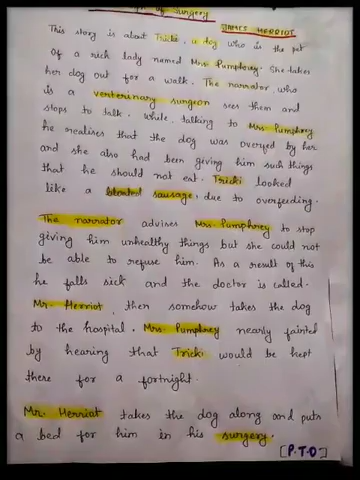 of Surgery
JAMES HERRIOT
This story is about Tricki, a dog who is the pet
of a rich lady named Mrs. Pumphrey. She takes
her dog out for a walk. The narrator, who
is a verterinary surgeon sees them and
stops to talk. While talking to Mrs. Pumphrey
he realises that the dog was overfed by her
and she also had been giving him such things
that he should not eat. Tricki looked
like a bloated sausage due to overfeeding.
The narrator advises Mrs. Pumphrey to stop
giving him unhealthy things but she could not
be able to refuse him. As a result of this
he falls sick and the doctor is called.
Mr. Herriot, then somehow takes the dog
to the hospital. Mrs. Pumphrey nearly fainted
by hearing that Tricki would be kept
there for a fortnight.
Mr. Herriat takes the dog along and puts
a bed for him in his surgery.
[P.T.O]